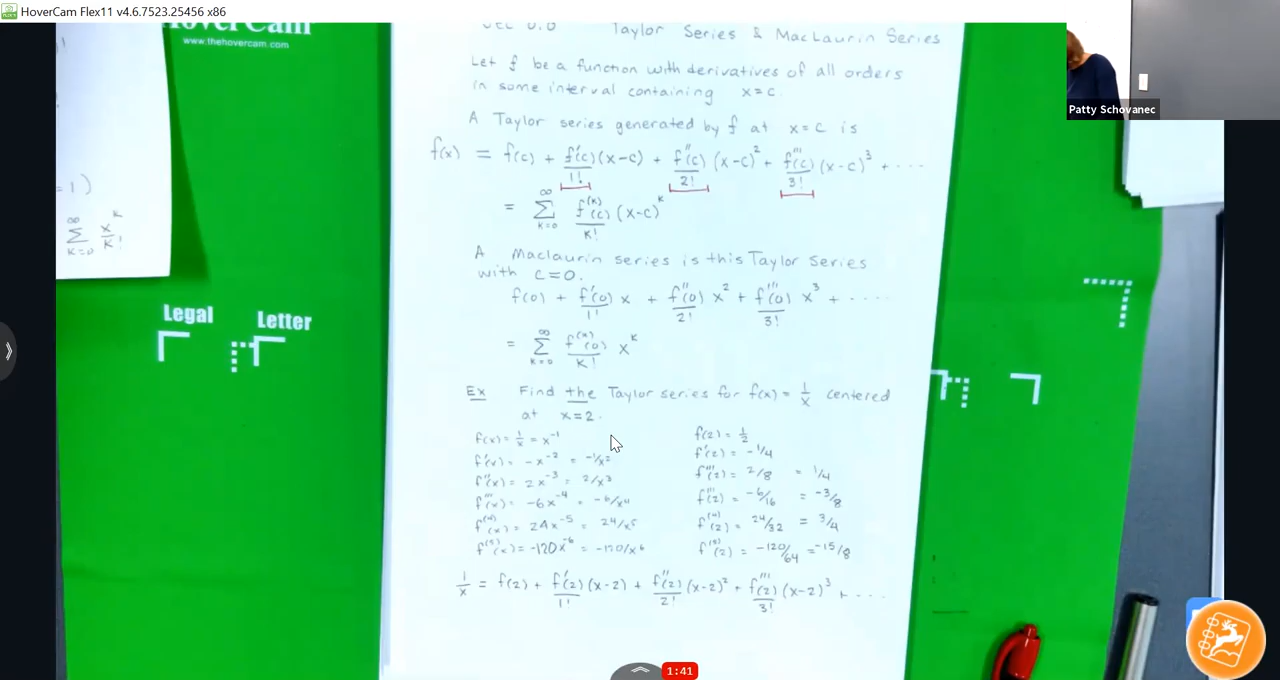 HoverCam Flex11 v4.6.7523.25456 x86
HoverCam
www.thehovercam.com
Patty Schovanec
Taylor Series & Maclaurin Series
Let f be a function with derivatives of all orders
in some interval containing x=c.
A Taylor series generated by f at x=c is
f(x) = f(c) + f'(c)/1! (x-c) + f''(c)/2! (x-c)² + f'''(c)/3! (x-c)³ + ....
= ∞ Σ k=0 f^(k)(c)/k! (x-c)^k
=1)
∞ Σ k=0 x^k/k!
A Maclaurin series is this Taylor Series
with c=0.
f(0) + f'(0)/1! x + f''(0)/2! x² + f'''(0)/3! x³ + ....
= ∞ Σ k=0 f^(k)(0)/k! x^k
Legal
Letter
Ex Find the Taylor series for f(x) = 1/x centered
at x=2.
f(x) = 1/x = x^-1 f(2) = 1/2
f'(x) = -x^-2 = -1/x² f'(2) = -1/4
f''(x) = 2x^-3 = 2/x³ f''(2) = 2/8 = 1/4
f'''(x) = -6x^-4 = -6/x⁴ f'''(2) = -6/16 = -3/8
f^(4)(x) = 24x^-5 = 24/x⁵ f^(4)(2) = 24/32 = 3/4
f^(5)(x) = -120x^-6 = -120/x⁶ f^(5)(2) = -120/64 = -15/8
1/x = f(2) + f'(2)/1! (x-2) + f''(2)/2! (x-2)² + f'''(2)/3! (x-2)³ + ....
1:41